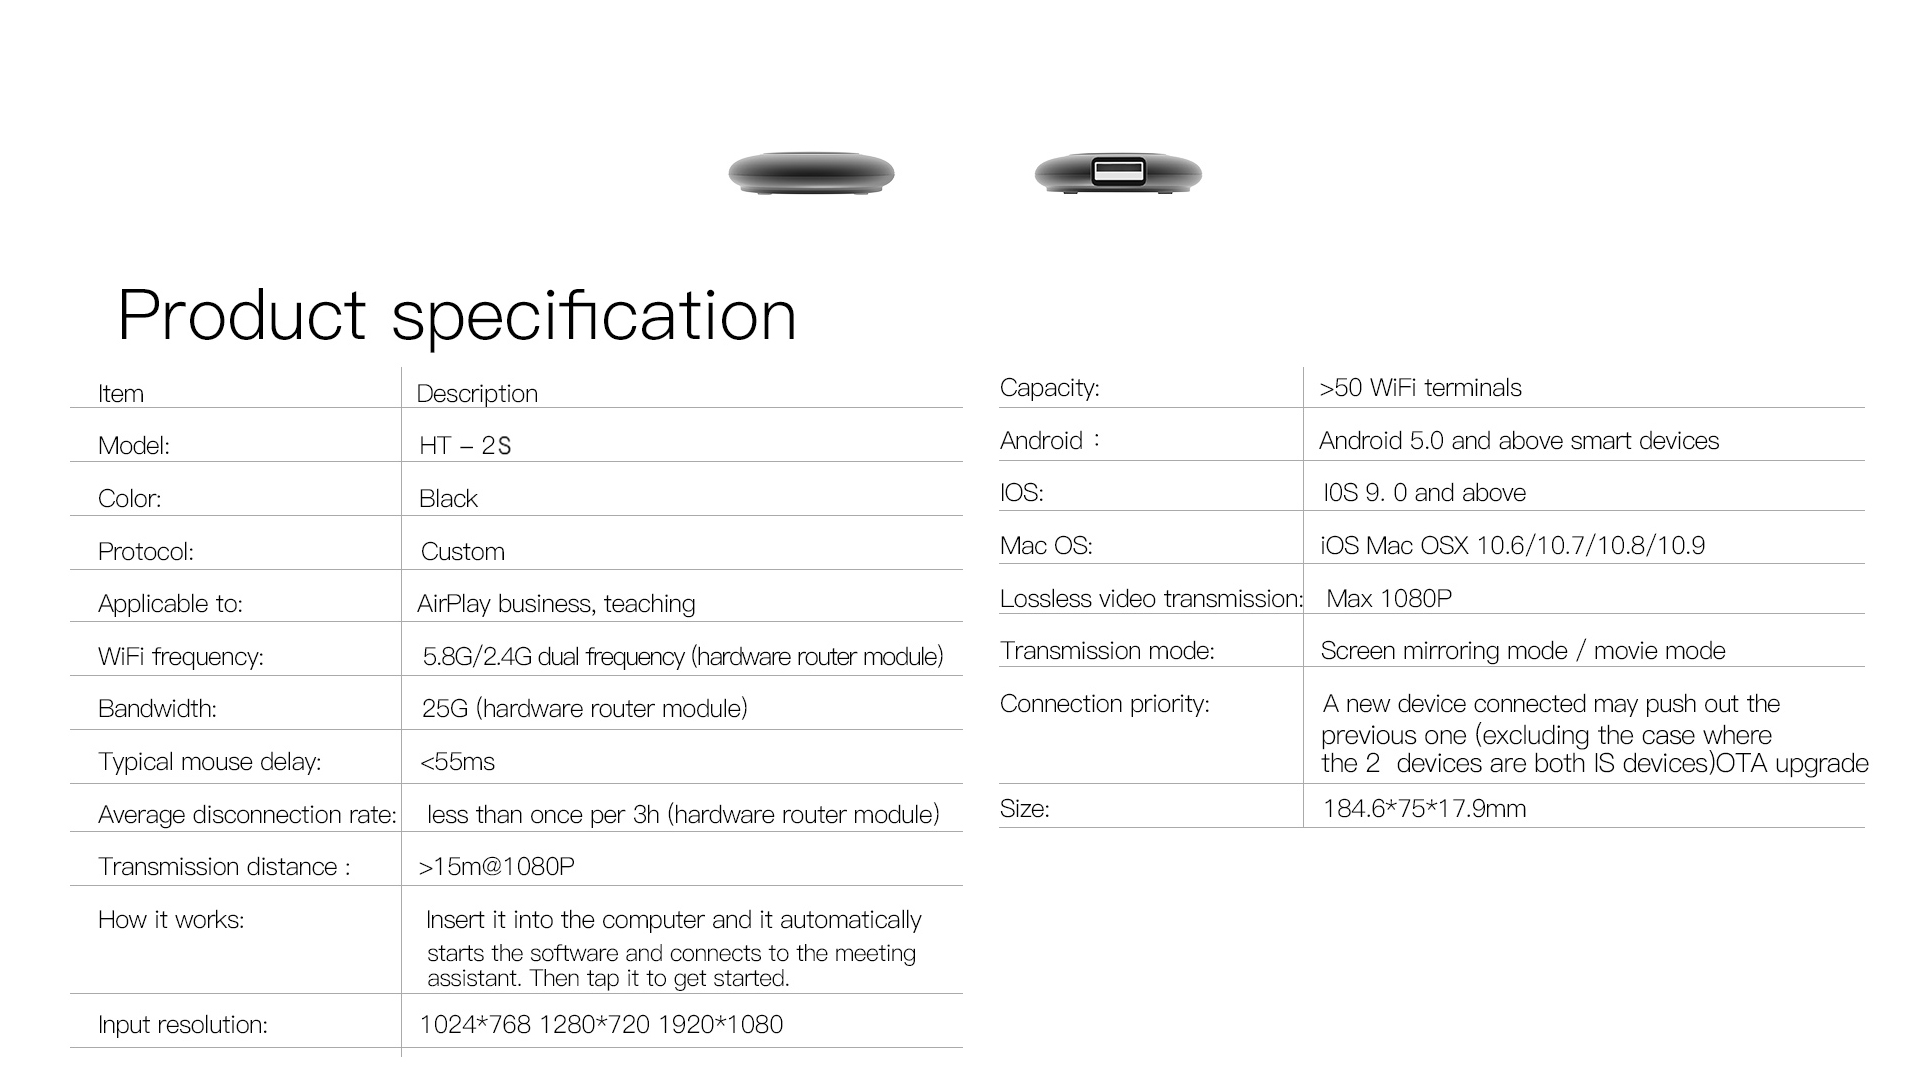 Product specification
Item Description
Model: HT - 2S
Color: Black
Protocol: Custom
Applicable to: AirPlay business, teaching
WiFi frequency: 5.8G/2.4G dual frequency (hardware router module)
Bandwidth: 25G (hardware router module)
Typical mouse delay: <55ms
Average disconnection rate: less than once per 3h (hardware router module)
Transmission distance : >15m@1080P
How it works: Insert it into the computer and it automatically
starts the software and connects to the meeting
assistant. Then tap it to get started.
Input resolution: 1024*768 1280*720 1920*1080
Capacity: >50 WiFi terminals
Android : Android 5.0 and above smart devices
IOS: I0S 9. 0 and above
Mac OS: iOS Mac OSX 10.6/10.7/10.8/10.9
Lossless video transmission: Max 1080P
Transmission mode: Screen mirroring mode / movie mode
Connection priority: A new device connected may push out the
previous one (excluding the case where
the 2 devices are both IS devices)OTA upgrade
Size: 184.6*75*17.9mm